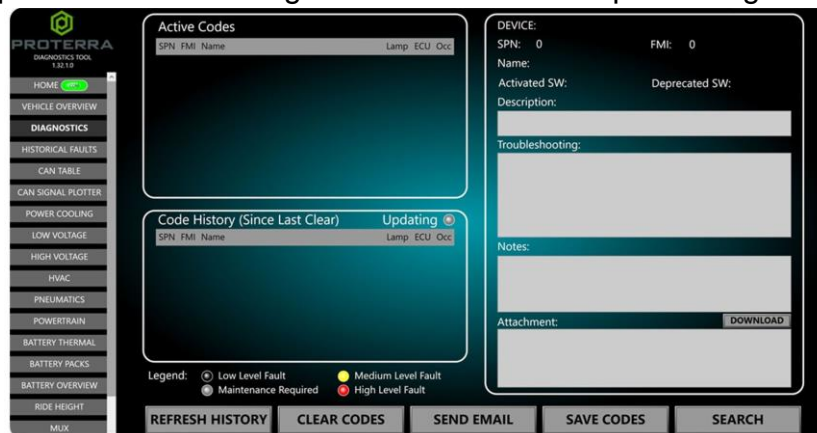 PROTERRA
DIAGNOSTICS TOOL
1.32.1.0
HOME
VEHICLE OVERVIEW
DIAGNOSTICS
HISTORICAL FAULTS
CAN TABLE
CAN SIGNAL PLOTTER
POWER COOLING
LOW VOLTAGE
HIGH VOLTAGE
HVAC
PNEUMATICS
POWERTRAIN
BATTERY THERMAL
BATTERY PACKS
BATTERY OVERVIEW
RIDE HEIGHT
MUX
Active Codes
SPN FMI Name Lamp ECU Occ
Code History (Since Last Clear) Updating
SPN FMI Name Lamp ECU Occ
Legend: Low Level Fault Medium Level Fault
Maintenance Required High Level Fault
DEVICE:
SPN: 0 FMI: 0
Name:
Activated SW: Deprecated SW:
Description:
Troubleshooting:
Notes:
Attachment: DOWNLOAD
REFRESH HISTORY CLEAR CODES SEND EMAIL SAVE CODES SEARCH